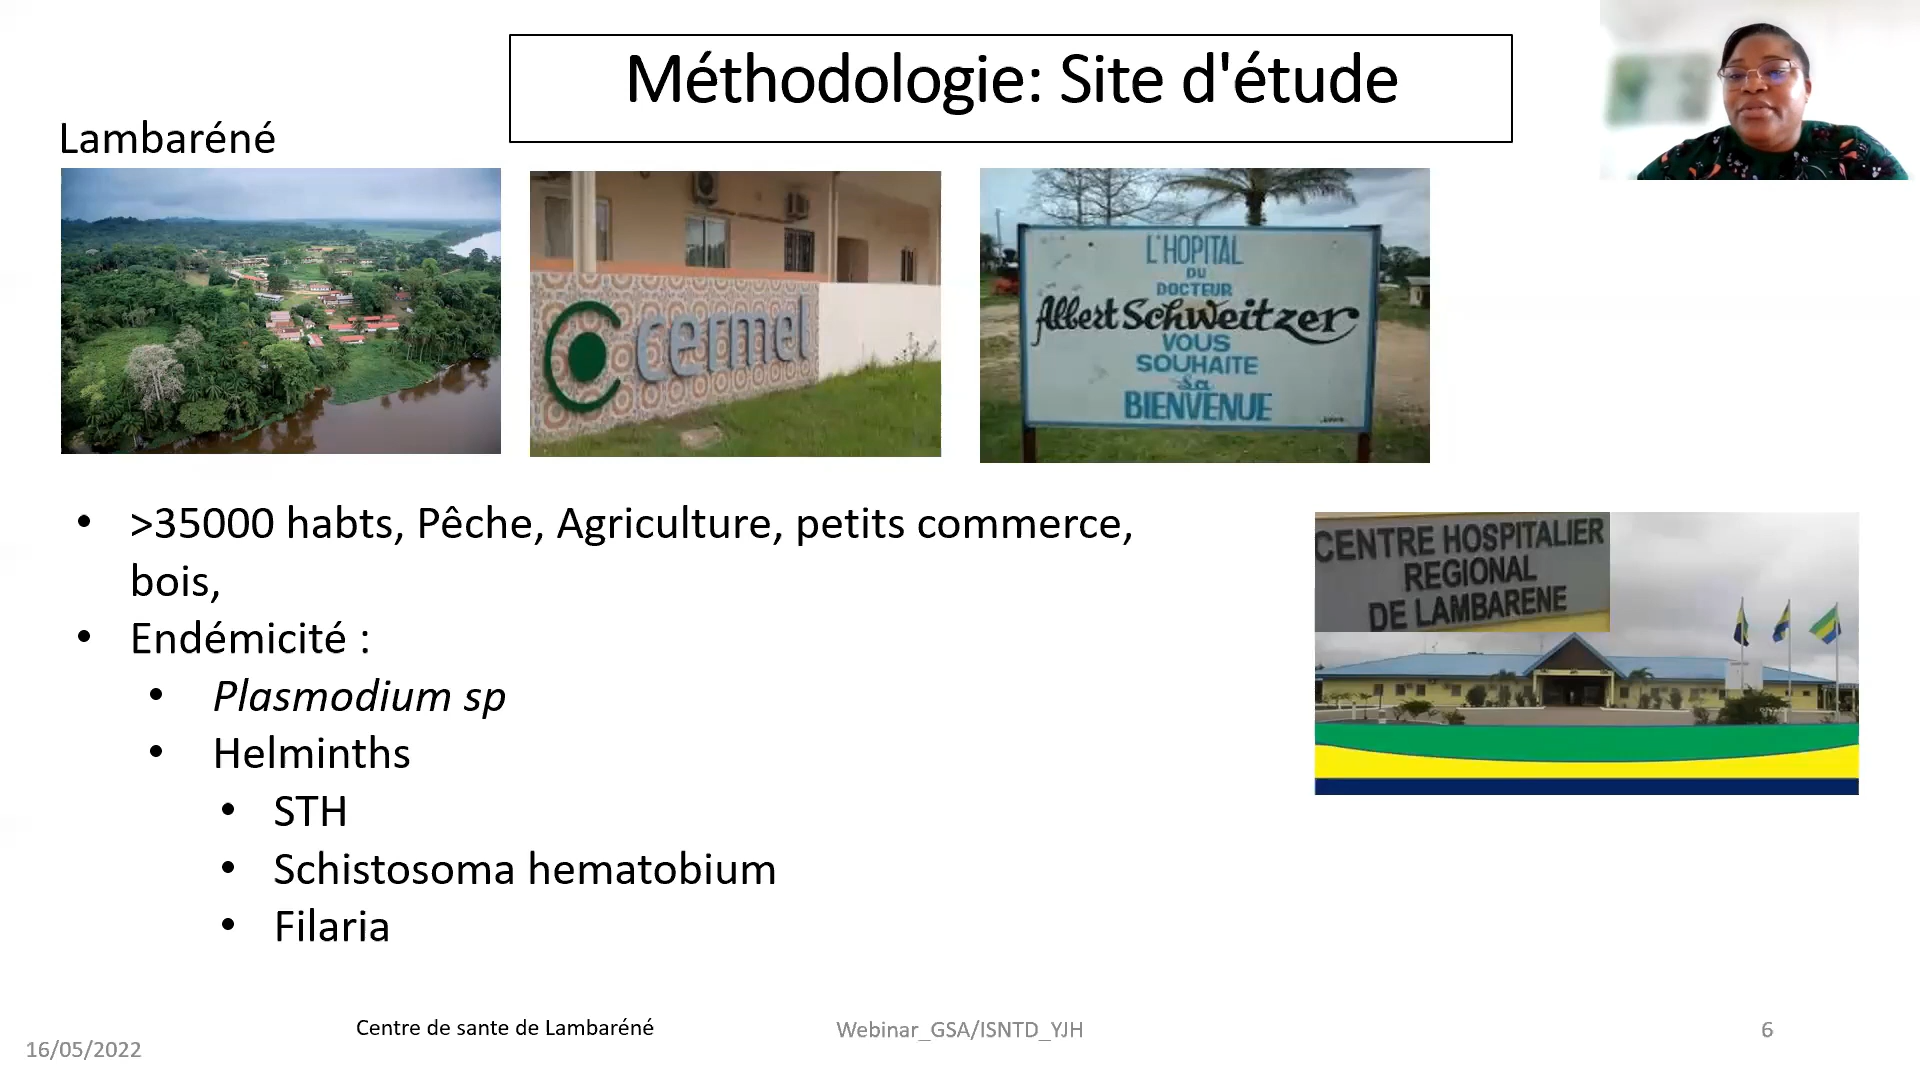 Méthodologie: Site d'étude
Lambaréné
cermel
L'HOPITAL
DU
DOCTEUR
Albert Schweitzer
VOUS
SOUHAITE
La
BIENVENUE
>35000 habts, Pêche, Agriculture, petits commerce,
bois,
Endémicité :
Plasmodium sp
Helminths
STH
Schistosoma hematobium
Filaria
CENTRE HOSPITALIER
REGIONAL
DE LAMBARENE
Centre de sante de Lambaréné
Webinar_GSA/ISNTD_YJH
6
16/05/2022